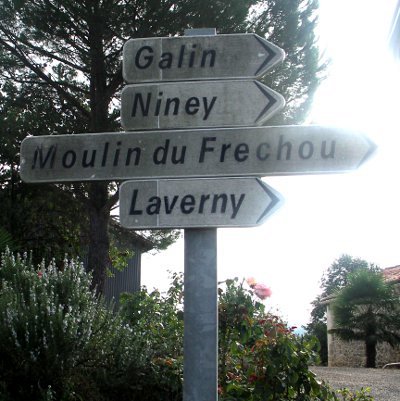 Galin
Niney
Moulin du Frechou
Laverny